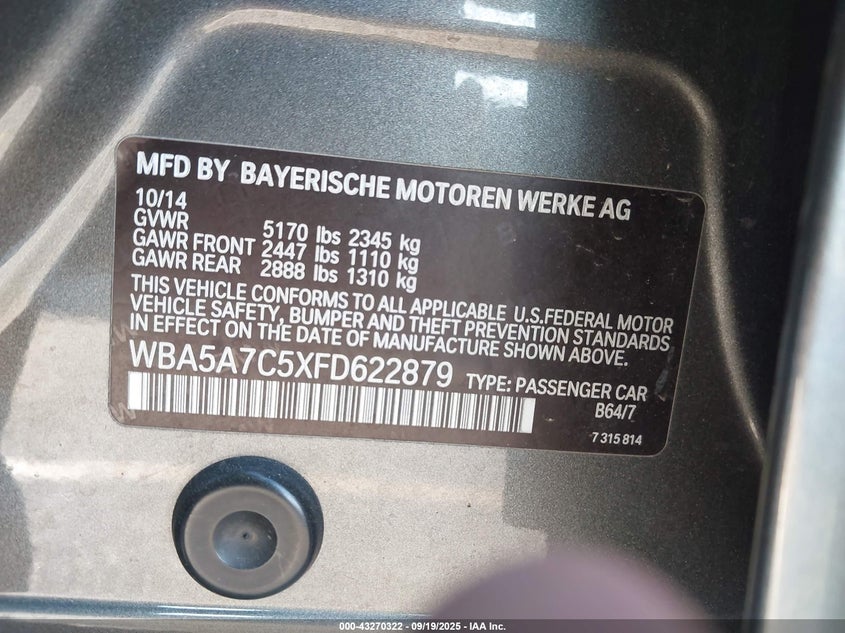 MFD BY BAYERISCHE MOTOREN WERKE AG
10/14
GVWR 5170 lbs 2345 kg
GAWR FRONT 2447 lbs 1110 kg
GAWR REAR 2888 lbs 1310 kg
THIS VEHICLE CONFORMS TO ALL APPLICABLE U.S.FEDERAL MOTOR
VEHICLE SAFETY, BUMPER AND THEFT PREVENTION STANDARDS
IN EFFECT ON THE DATE OF MANUFACTURE SHOWN ABOVE.
WBA5A7C5XFD622879 TYPE: PASSENGER CAR
B64/7
7 315 814
000-43270322 - 09/19/2025 - IAA Inc.